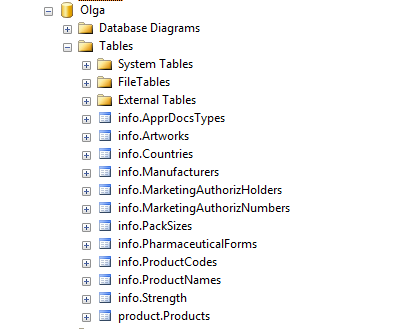 Olga
Database Diagrams
Tables
System Tables
FileTables
External Tables
info.ApprDocsTypes
info.Artworks
info.Countries
info.Manufacturers
info.MarketingAuthorizHolders
info.MarketingAuthorizNumbers
info.PackSizes
info.PharmaceuticalForms
info.ProductCodes
info.ProductNames
info.Strength
product.Products